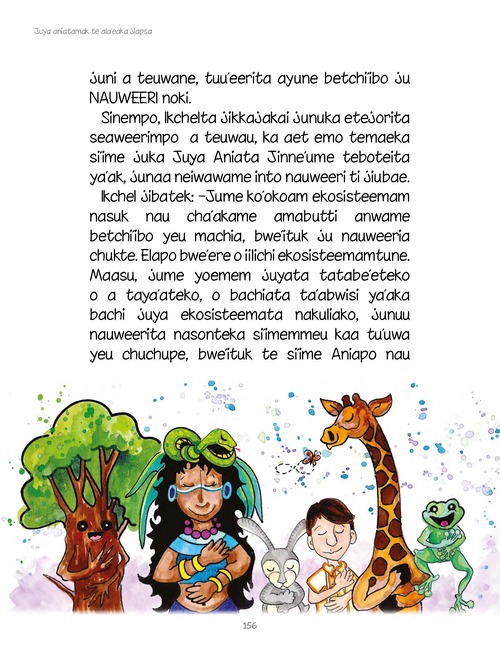 Juya aniatamak te ala'eaka Siapsa
juni a teuwane, tuu'eerita ayune betchi'ibo ju
NAUWEERI noki.
Sinempo, Ikchelta jikkajakai junuka etejorita
seaweerimpo a teuwau, ka aet emo temaeka
si'ime juka Juya Aniata Jinne'ume teboteita
ya'ak, junaa neiwawame into nauweeri ti jiubae.
Ikchel jibatek: –Jume ko'okoam ekosisteemam
nasuk nau cha'akame amabutti anwame
betchi'ibo yeu machia, bwe'ituk ju nauweeria
chukte. Elapo bwe'ere o iilichi ekosisteemamtune.
Maasu, jume yoemem juyata tatabe'eteko
o a taya'ateko, o bachiata ta'abwisi ya'aka
bachi juya ekosisteemata nakuliako, junuu
nauweerita nasonteka si'imemmeu kaa tu'uwa
yeu chuchupe, bwe'ituk te si'ime Aniapo nau
156